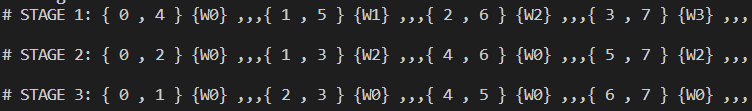 # STAGE 1: { 0 , 4 } {W0} ,,,{ 1 , 5 } {W1} ,,,{ 2 , 6 } {W2} ,,,{ 3 , 7 } {W3} ,,,
# STAGE 2: { 0 , 2 } {W0} ,,,{ 1 , 3 } {W2} ,,,{ 4 , 6 } {W0} ,,,{ 5 , 7 } {W2} ,,,
# STAGE 3: { 0 , 1 } {W0} ,,,{ 2 , 3 } {W0} ,,,{ 4 , 5 } {W0} ,,,{ 6 , 7 } {W0} ,,,